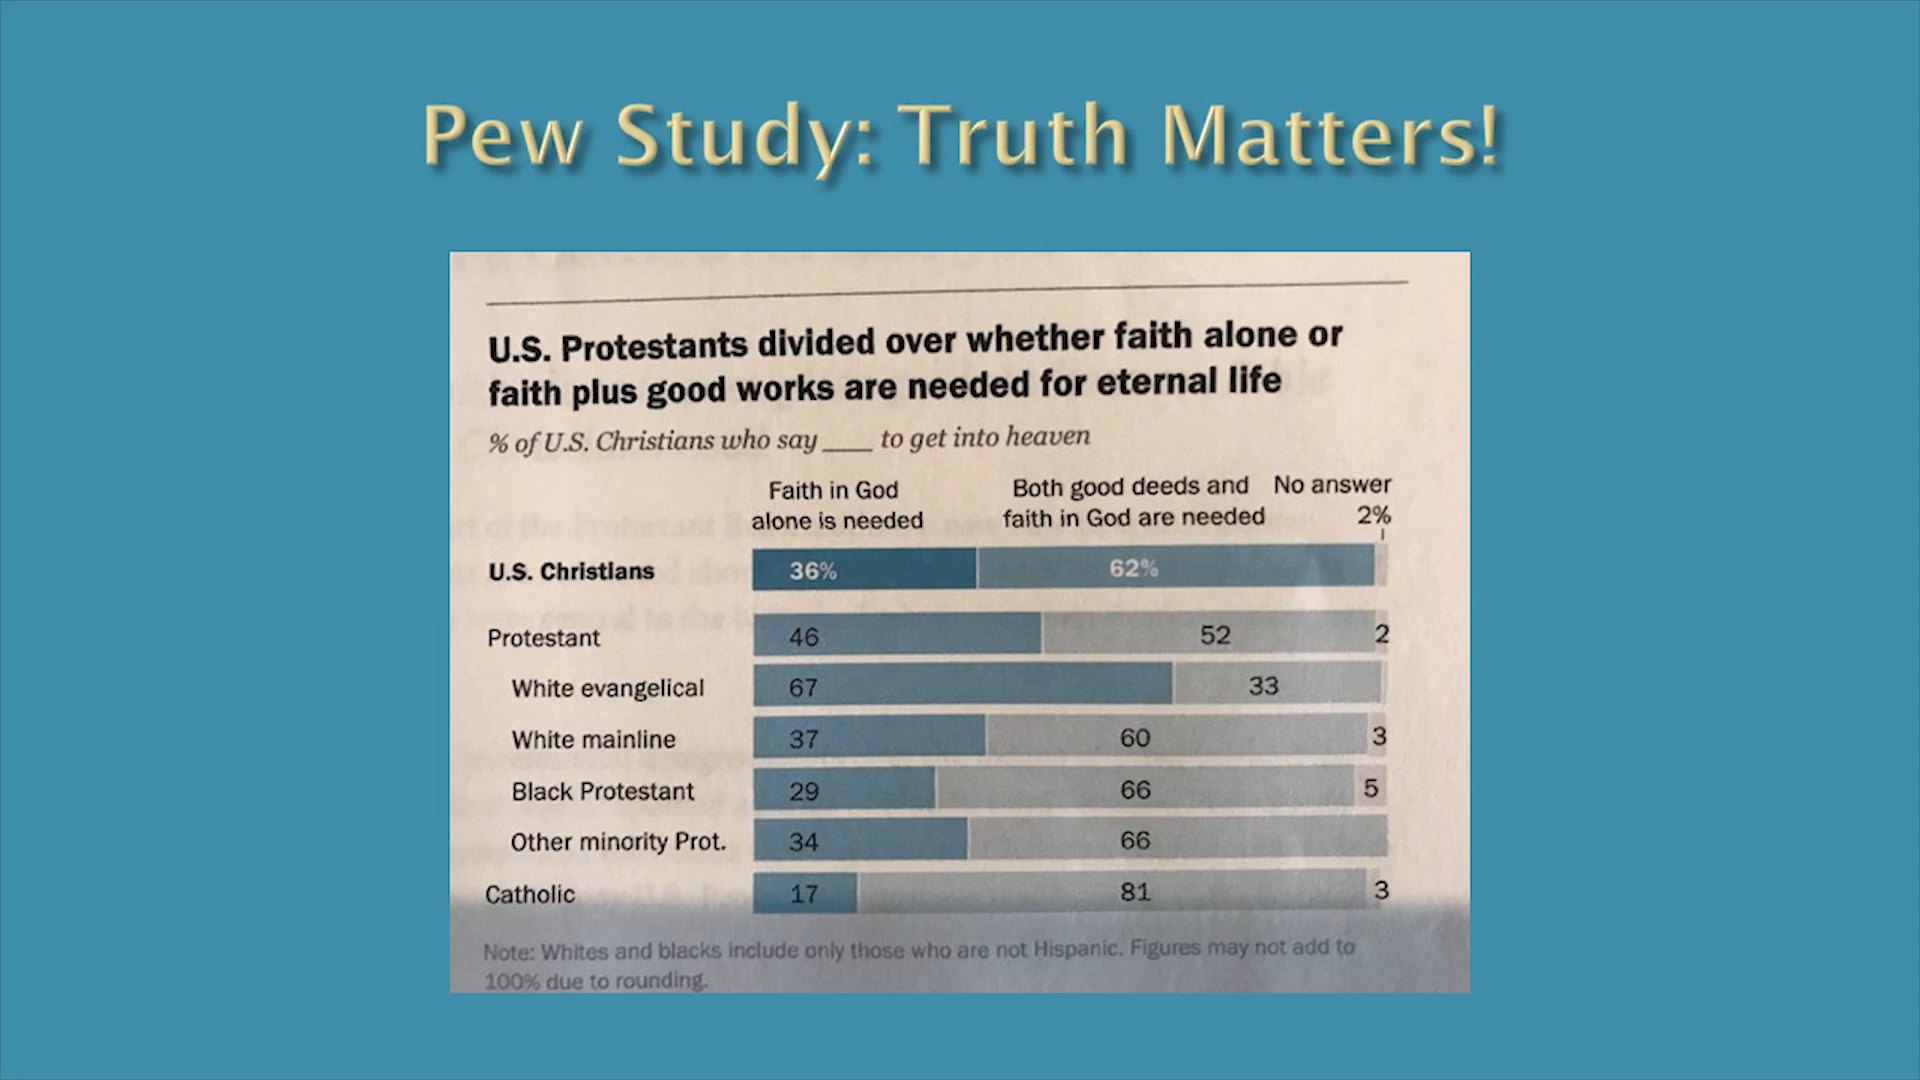 Pew Study: Truth Matters!
U.S. Protestants divided over whether faith alone or
faith plus good works are needed for eternal life
% of U.S. Christians who say ____ to get into heaven
Faith in God Both good deeds and No answer
alone is needed faith in God are needed 2%
U.S. Christians 36% 62%
Protestant 46 52 2
White evangelical 67 33
White mainline 37 60 3
Black Protestant 29 66 5
Other minority Prot. 34 66
Catholic 17 81 3
Note: Whites and blacks include only those who are not Hispanic. Figures may not add to
100% due to rounding.